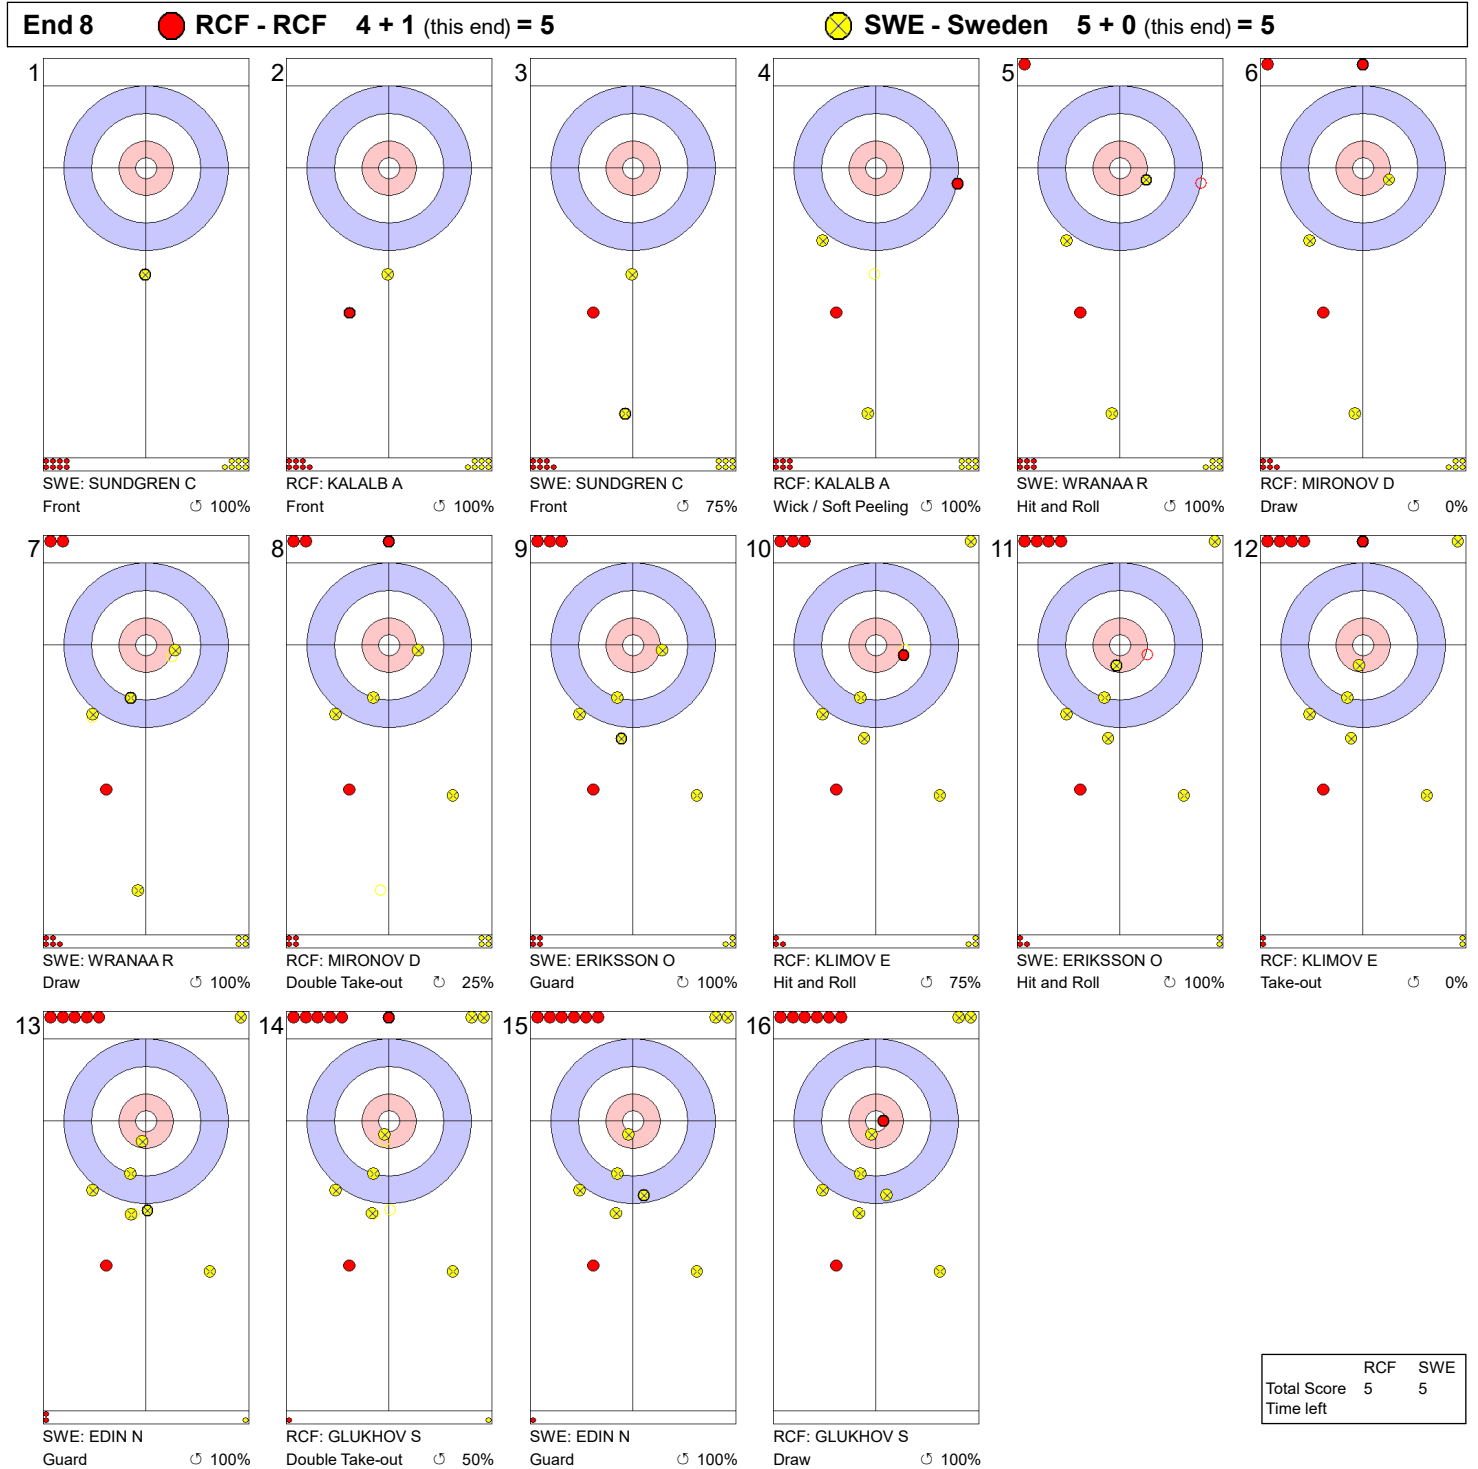 End 8 RCF - RCF 4 + 1 (this end) = 5 SWE - Sweden 5 + 0 (this end) = 5
1
SWE: SUNDGREN C
Front 100%
2
RCF: KALALB A
Front 100%
3
SWE: SUNDGREN C
Front 75%
4
RCF: KALALB A
Wick / Soft Peeling 100%
5
SWE: WRANAA R
Hit and Roll 100%
6
RCF: MIRONOV D
Draw 0%
7
SWE: WRANAA R
Draw 100%
8
RCF: MIRONOV D
Double Take-out 25%
9
SWE: ERIKSSON O
Guard 100%
10
RCF: KLIMOV E
Hit and Roll 75%
11
SWE: ERIKSSON O
Hit and Roll 100%
12
RCF: KLIMOV E
Take-out 0%
13
SWE: EDIN N
Guard 100%
14
RCF: GLUKHOV S
Double Take-out 50%
15
SWE: EDIN N
Guard 100%
16
RCF: GLUKHOV S
Draw 100%
RCF SWE
Total Score 5 5
Time left